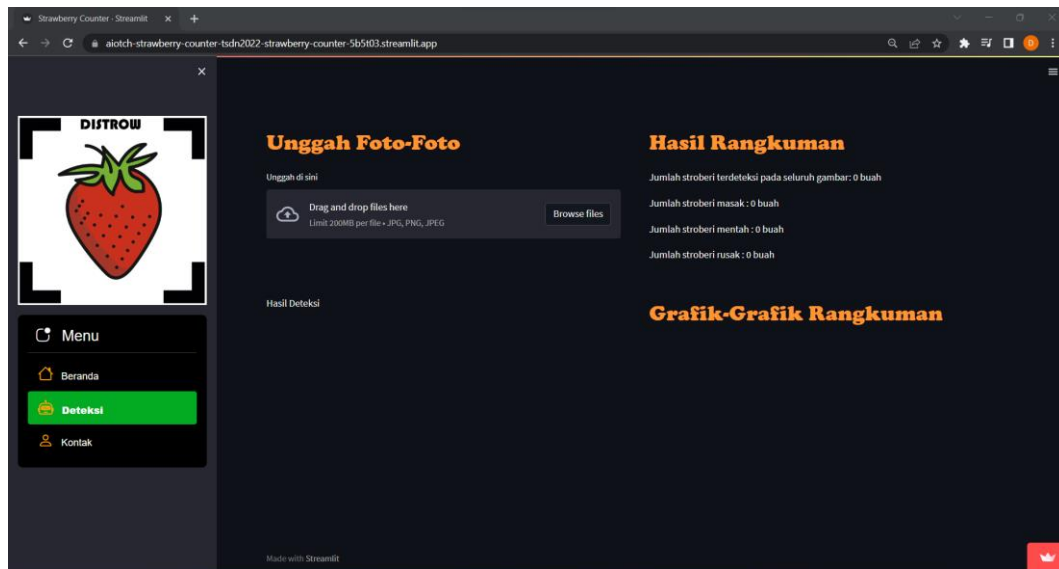 Strawberry Counter · Streamlit
aiotch-strawberry-counter-tsdn2022-strawberry-counter-5b5t03.streamlit.app
D
DISTROW
Menu
Beranda
Deteksi
Kontak
Unggah Foto-Foto
Unggah di sini
Drag and drop files here
Limit 200MB per file • JPG, PNG, JPEG
Browse files
Hasil Deteksi
Hasil Rangkuman
Jumlah stroberi terdeteksi pada seluruh gambar: 0 buah
Jumlah stroberi masak : 0 buah
Jumlah stroberi mentah : 0 buah
Jumlah stroberi rusak : 0 buah
Grafik-Grafik Rangkuman
Made with Streamlit